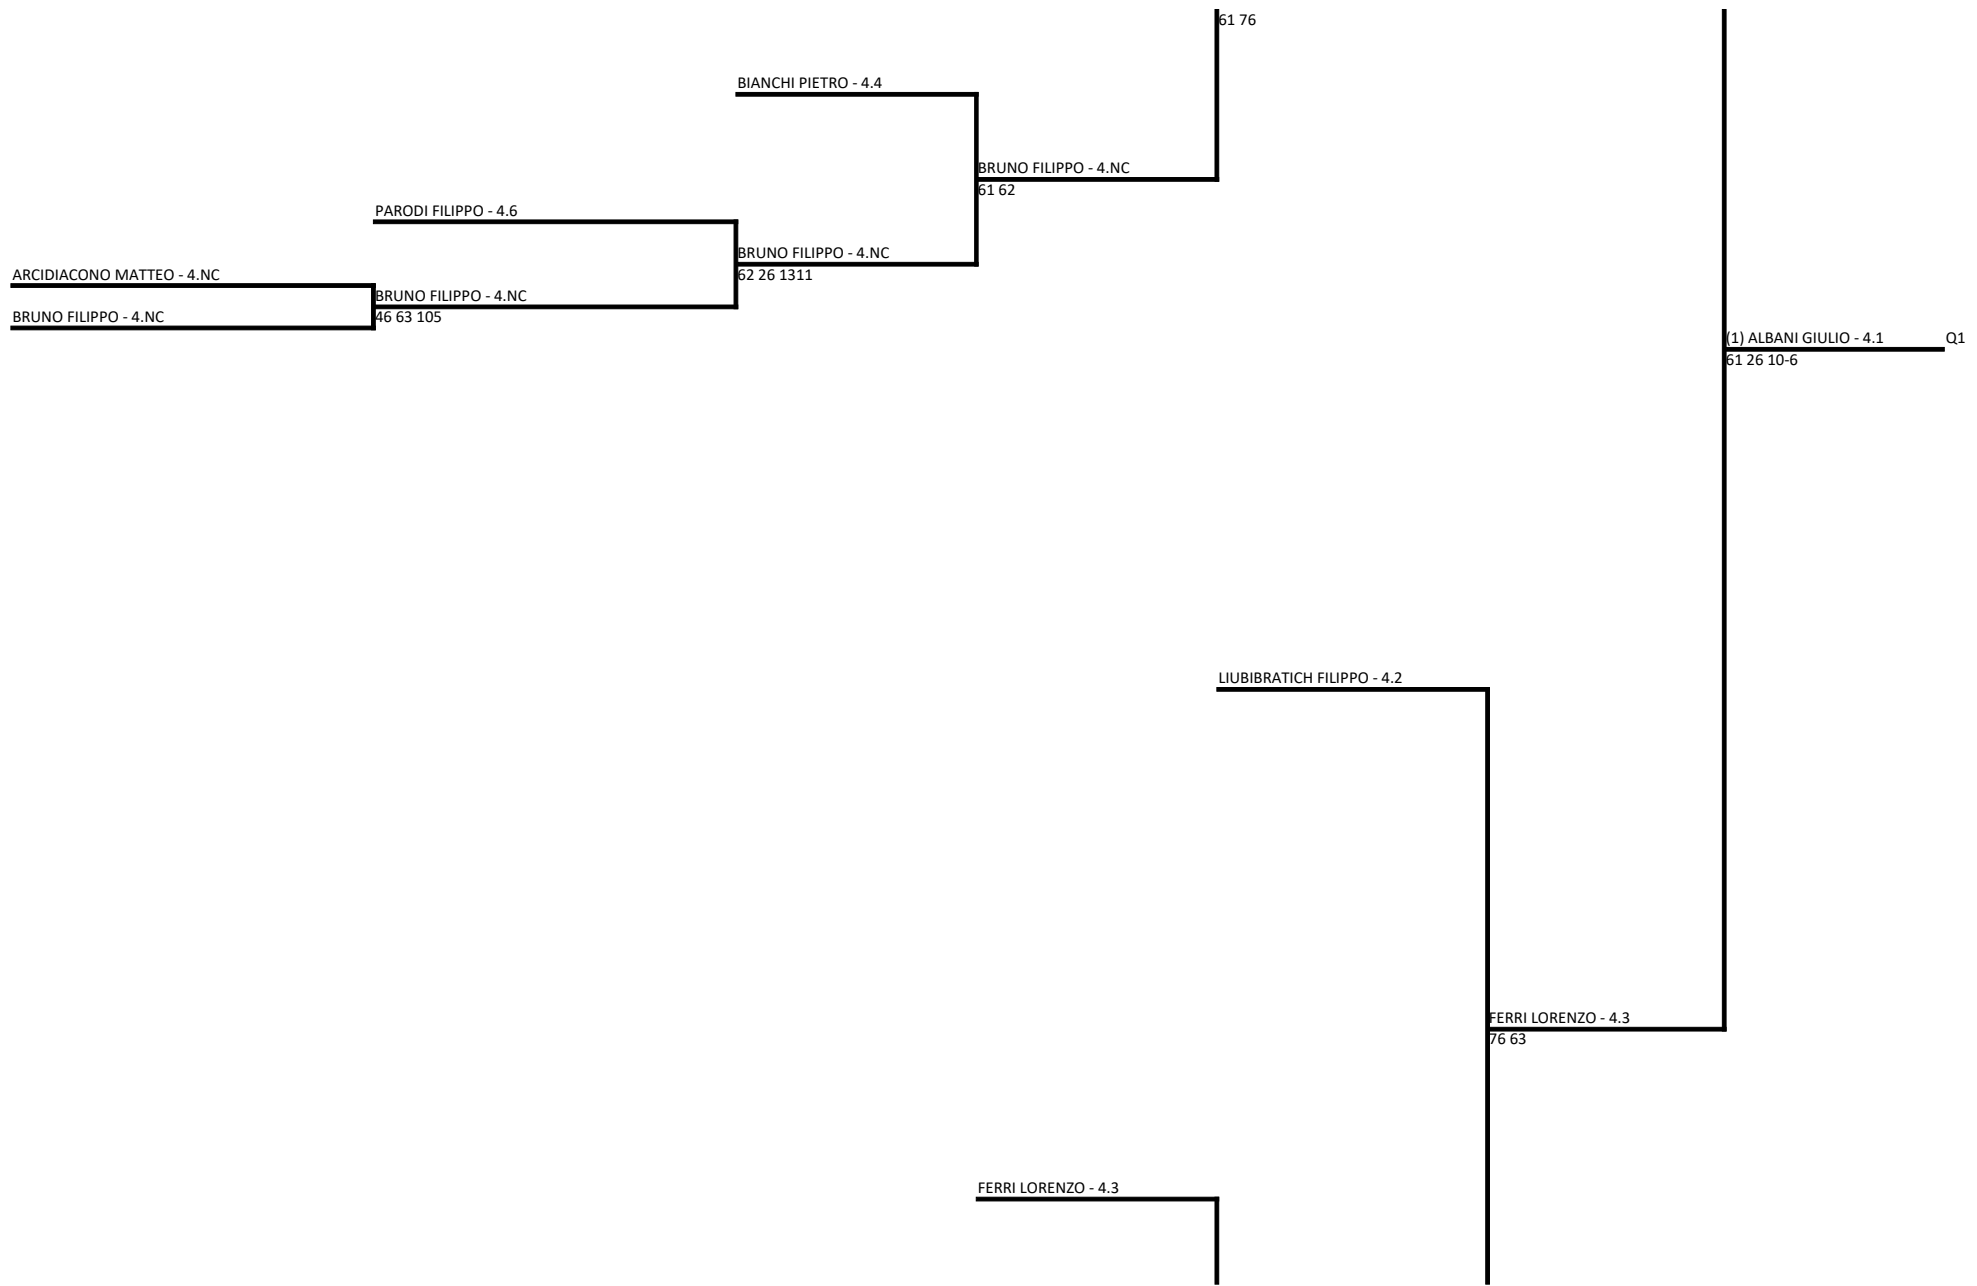 61 76
BIANCHI PIETRO - 4.4
BRUNO FILIPPO - 4.NC
61 62
PARODI FILIPPO - 4.6
BRUNO FILIPPO - 4.NC
62 26 1311
ARCIDIACONO MATTEO - 4.NC
BRUNO FILIPPO - 4.NC
46 63 105
BRUNO FILIPPO - 4.NC
(1) ALBANI GIULIO - 4.1 Q1
61 26 10-6
LIUBIBRATICH FILIPPO - 4.2
FERRI LORENZO - 4.3
76 63
FERRI LORENZO - 4.3